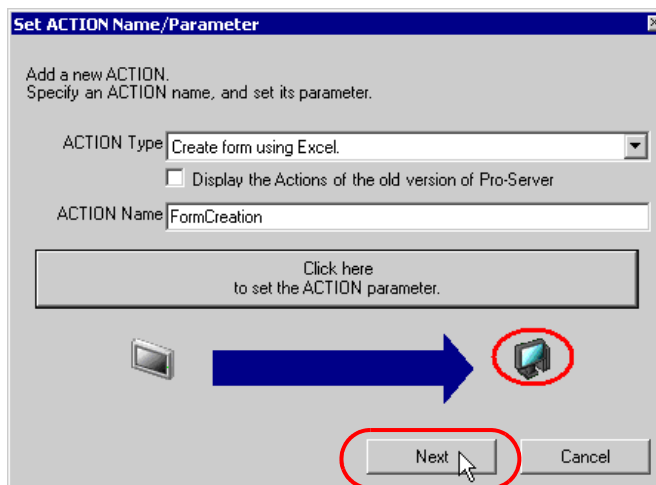 Set ACTION Name/Parameter
Add a new ACTION.
Specify an ACTION name, and set its parameter.
ACTION Type Create form using Excel.
Display the Actions of the old version of Pro-Server
ACTION Name FormCreation
Click here
to set the ACTION parameter.
Next Cancel